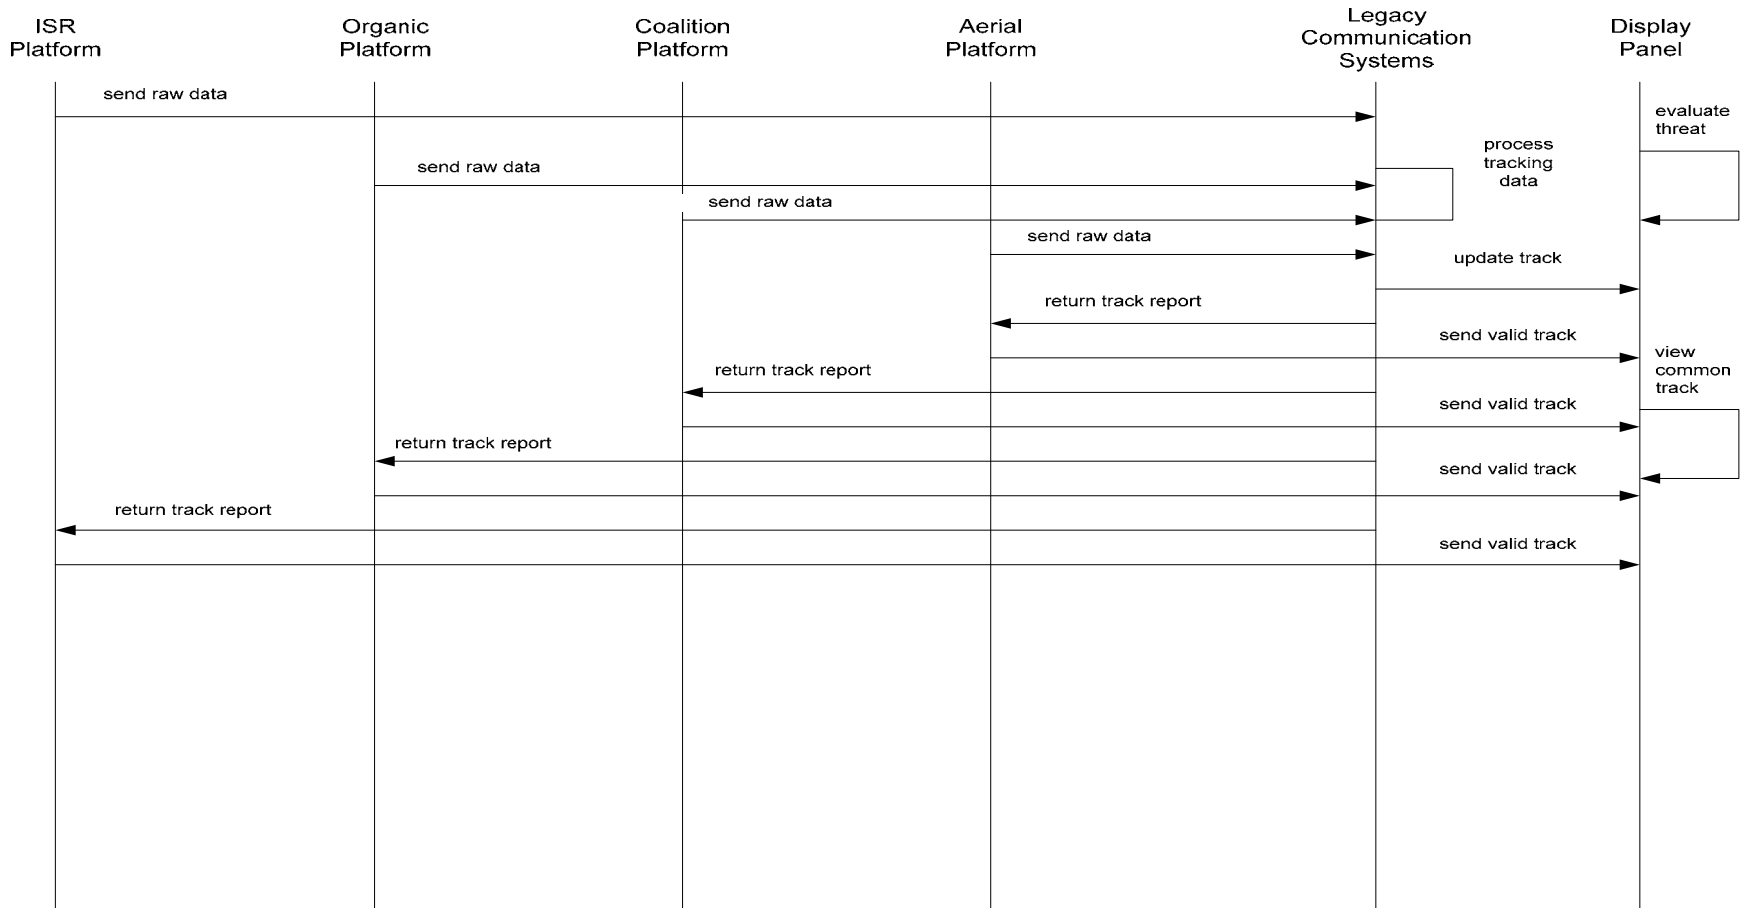 ISR
Platform
Organic
Platform
Coalition
Platform
Aerial
Platform
Legacy
Communication
Systems
Display
Panel
send raw data
evaluate
threat
process
tracking
data
send raw data
send raw data
send raw data
update track
return track report
send valid track
view
common
track
return track report
send valid track
return track report
send valid track
return track report
send valid track